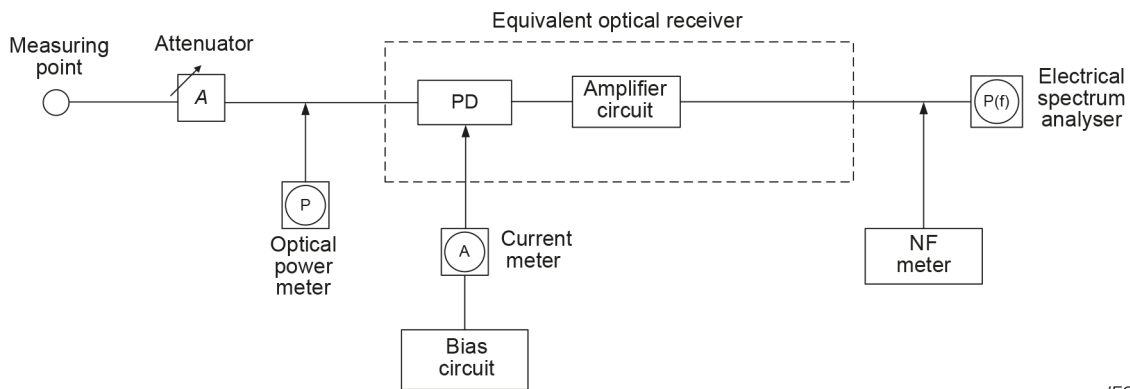 Equivalent optical receiver
Measuring
point
Attenuator
A
PD
Amplifier
circuit
P(f)
Electrical
spectrum
analyser
P
Optical
power
meter
A
Current
meter
NF
meter
Bias
circuit